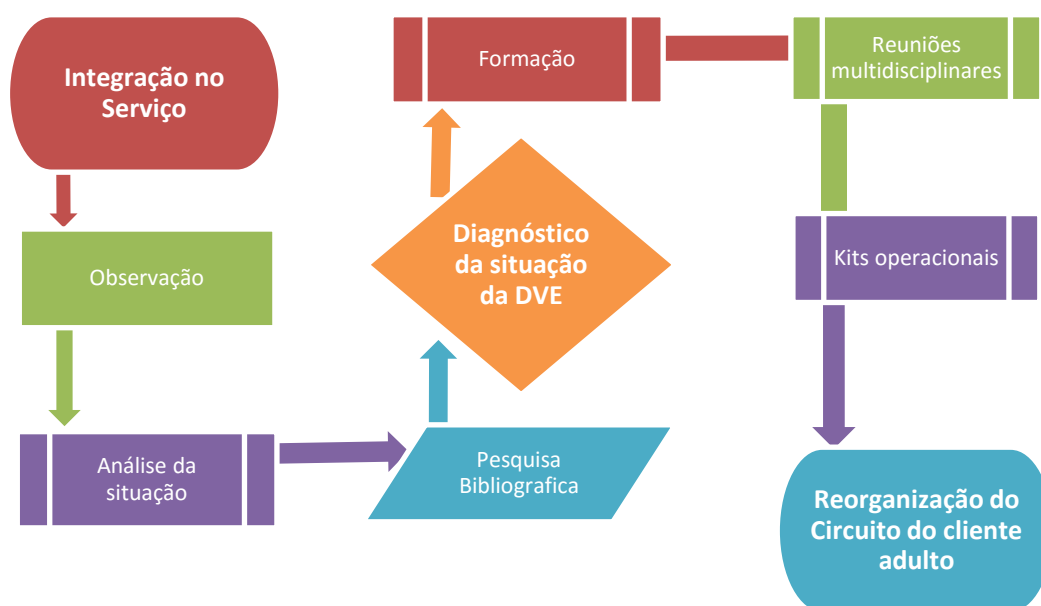 Integração no
Serviço
Observação
Análise da
situação
Pesquisa
Bibliografica
Diagnóstico
da situação
da DVE
Formação
Reuniões
multidisciplinares
Kits operacionais
Reorganização do
Circuito do cliente
adulto